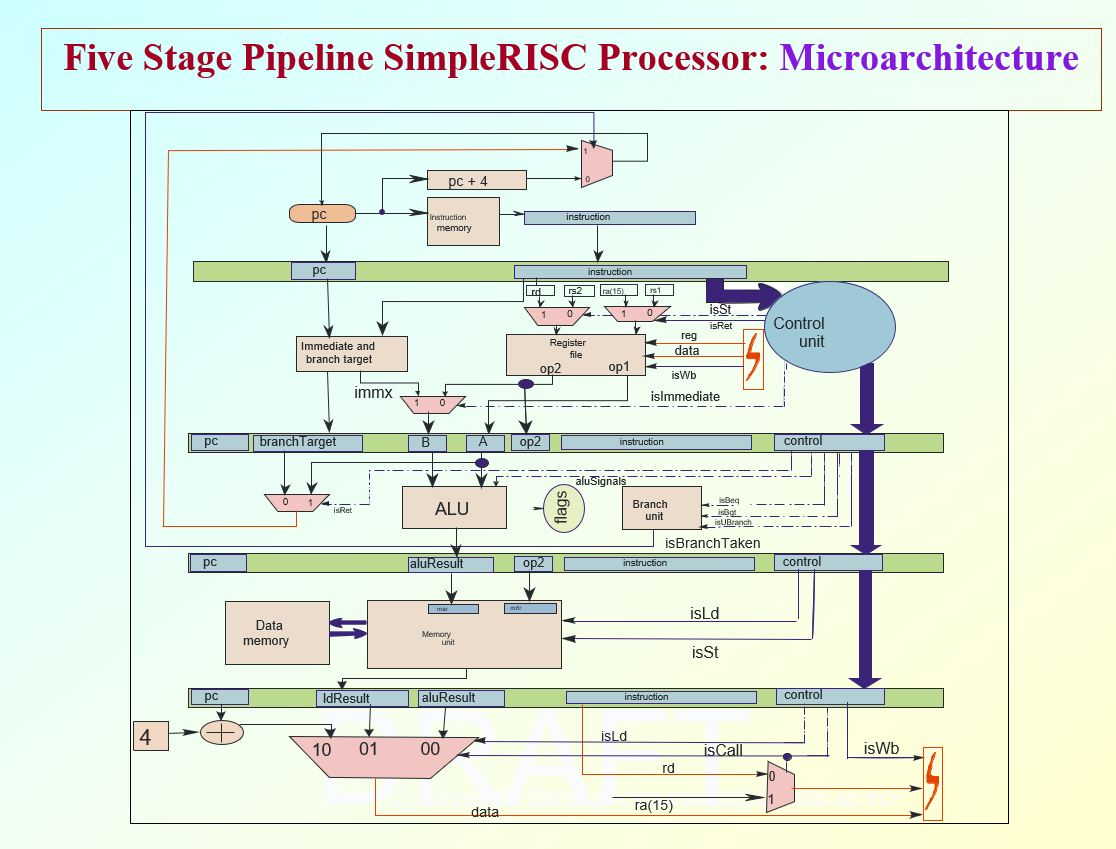 Five Stage Pipeline SimpleRISC Processor: Microarchitecture
1
0
pc + 4
pc
Instruction
memory
instruction
pc
instruction
rd
rs2
ra(15)
rs1
1 0
1 0
isSt
isRet
Control
unit
Immediate and
branch target
Register
file
op2
op1
reg
data
isWb
immx
1 0
isImmediate
pc
branchTarget
B
A
op2
instruction
control
0 1
isRet
aluSignals
ALU
flags
Branch
unit
isBeq
isBgt
isUBranch
isBranchTaken
pc
aluResult
op2
instruction
control
mar
mdr
Data
memory
Memory
unit
isLd
isSt
pc
ldResult
aluResult
instruction
control
4
10 01 00
isLd
isCall
isWb
rd
0
1
ra(15)
data
DRAFT